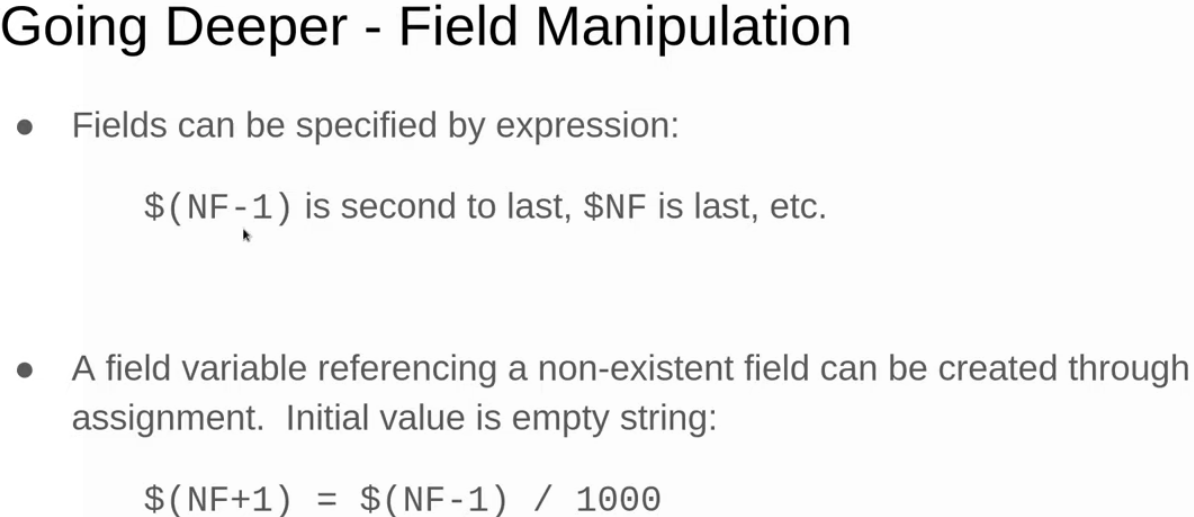 Going Deeper - Field Manipulation
● Fields can be specified by expression:
$(NF-1) is second to last, $NF is last, etc.
● A field variable referencing a non-existent field can be created through
assignment.  Initial value is empty string:
$(NF+1) = $(NF-1) / 1000